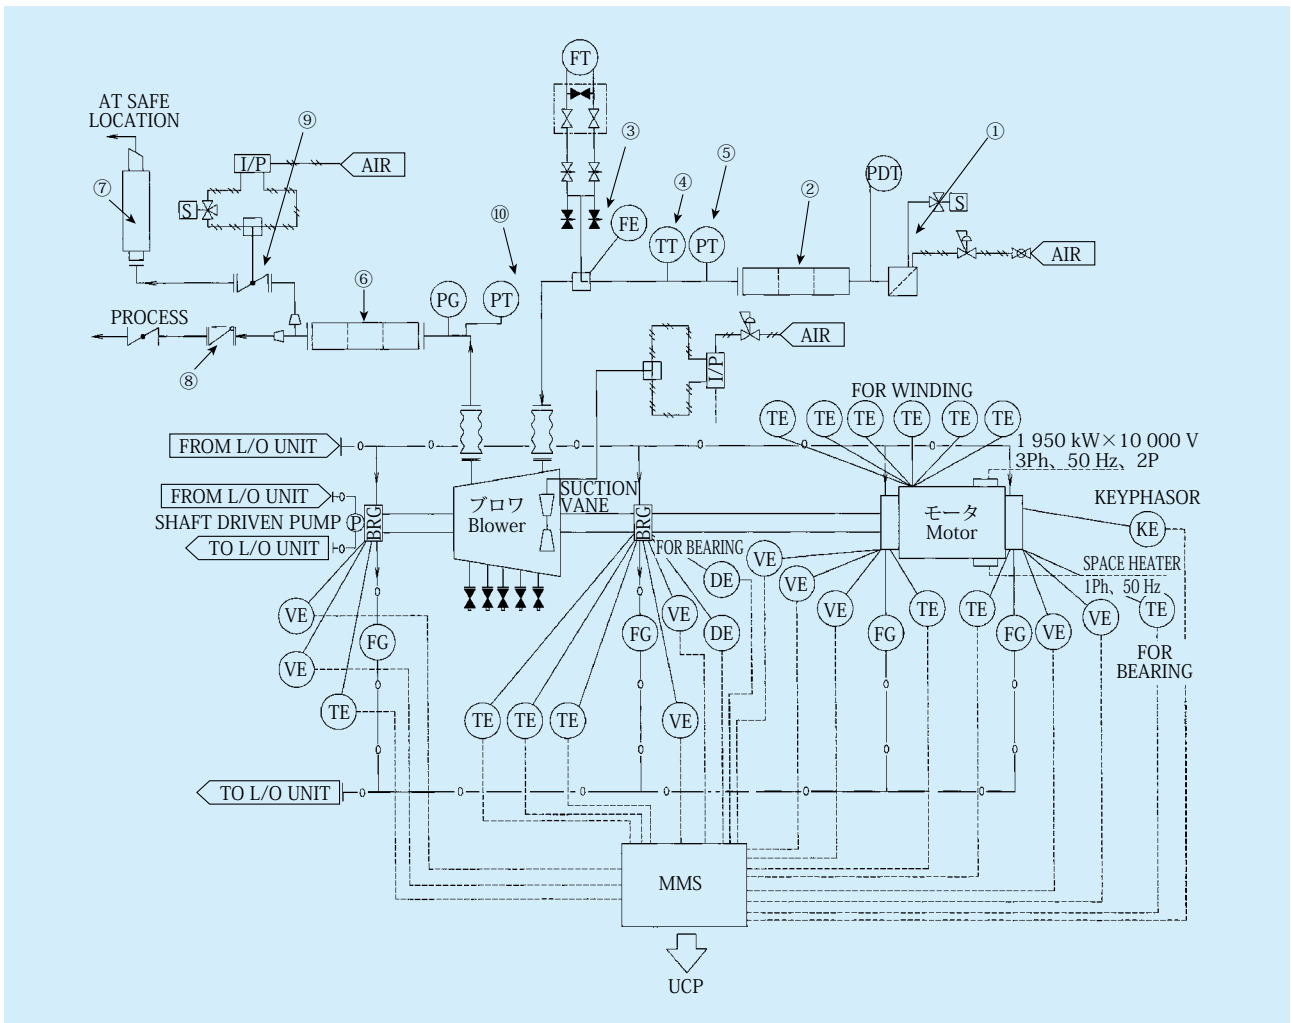 FT
AT SAFE
LOCATION
⑨
③
①
I/P
AIR
⑤
PDT
⑦
④
②
S
S
⑩
FE
TT
PT
AIR
⑥
PG
PT
PROCESS
AIR
⑧
I/P
FOR WINDING
TE
TE
TE
TE
TE
TE
FROM L/O UNIT
1 950 kW×10 000 V
3Ph、50 Hz、2P
FROM L/O UNIT
SUCTION
VANE
KEYPHASOR
ブロワ
Blower
モータ
Motor
SHAFT DRIVEN PUMP
P
BRG
BRG
KE
TO L/O UNIT
FOR BEARING
VE
SPACE HEATER
DE
VE
1Ph、50 Hz
VE
VE
VE
TE
TE
VE
TE
FG
FG
DE
FG
FG
VE
FOR
BEARING
VE
TE
TE
TE
TE
VE
TO L/O UNIT
MMS
UCP